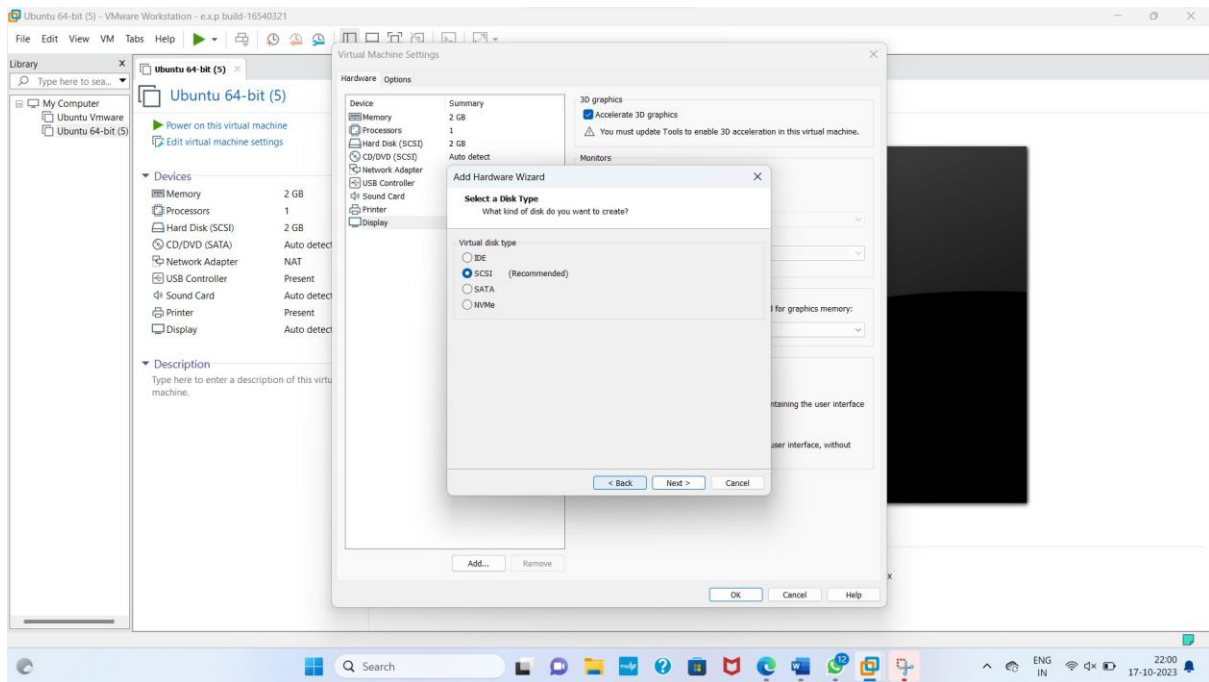 Ubuntu 64-bit (5) - VMware Workstation - e.x.p build-16540321
File Edit View VM Tabs Help
Library X
Type here to sea...
My Computer
Ubuntu Vmware
Ubuntu 64-bit (5)
Ubuntu 64-bit (5)
Ubuntu 64-bit (5)
Power on this virtual machine
Edit virtual machine settings
Devices
Memory 2 GB
Processors 1
Hard Disk (SCSI) 2 GB
CD/DVD (SATA) Auto detect
Network Adapter NAT
USB Controller Present
Sound Card Auto detect
Printer Present
Display Auto detect
Description
Type here to enter a description of this virtu
machine.
Virtual Machine Settings
Hardware Options
Device Summary
Memory 2 GB
Processors 1
Hard Disk (SCSI) 2 GB
CD/DVD (SCSI) Auto detect
Network Adapter
USB Controller
Sound Card
Printer
Display
Add... Remove
3D graphics
Accelerate 3D graphics
You must update Tools to enable 3D acceleration in this virtual machine.
Monitors
for graphics memory:
ntaining the user interface
user interface, without
OK Cancel Help
Add Hardware Wizard
Select a Disk Type
What kind of disk do you want to create?
Virtual disk type
IDE
SCSI (Recommended)
SATA
NVMe
< Back Next > Cancel
x
Search
12
ENG
IN
22:00
17-10-2023